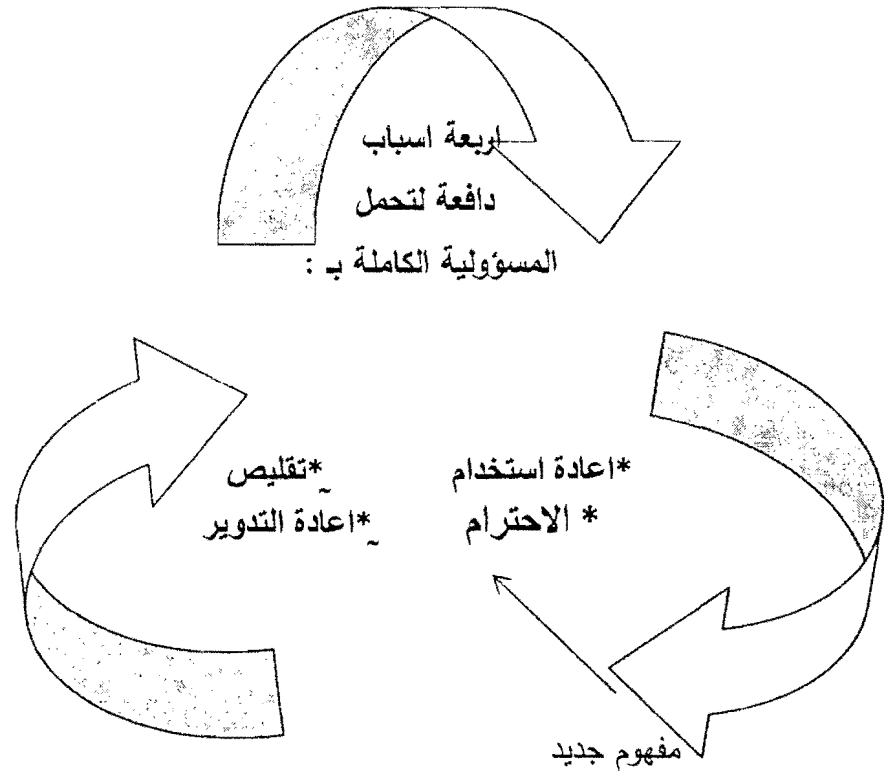 اربعة اسباب
دافعة لتحمل
المسؤولية الكاملة بـ :
*اعادة استخدام *تقليص
* الاحترام *اعادة التدوير
مفهوم جديد